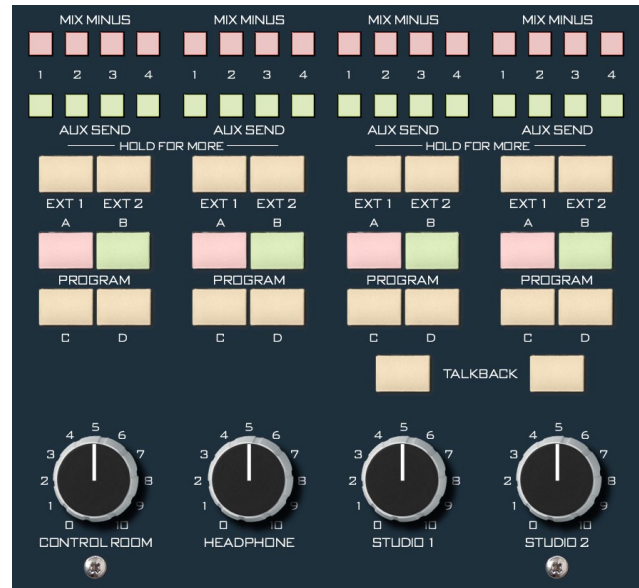 MIX MINUS MIX MINUS MIX MINUS MIX MINUS
1 2 3 4 1 2 3 4 1 2 3 4 1 2 3 4
AUX SEND AUX SEND AUX SEND AUX SEND
HOLD FOR MORE HOLD FOR MORE
EXT 1 EXT 2 EXT 1 EXT 2 EXT 1 EXT 2 EXT 1 EXT 2
A B A B A B A B
PROGRAM PROGRAM PROGRAM PROGRAM
C D C D C D C D
TALKBACK
0 1 2 3 4 5 6 7 8 9 10 0 1 2 3 4 5 6 7 8 9 10 0 1 2 3 4 5 6 7 8 9 10 0 1 2 3 4 5 6 7 8 9 10
CONTROL ROOM HEADPHONE STUDIO 1 STUDIO 2